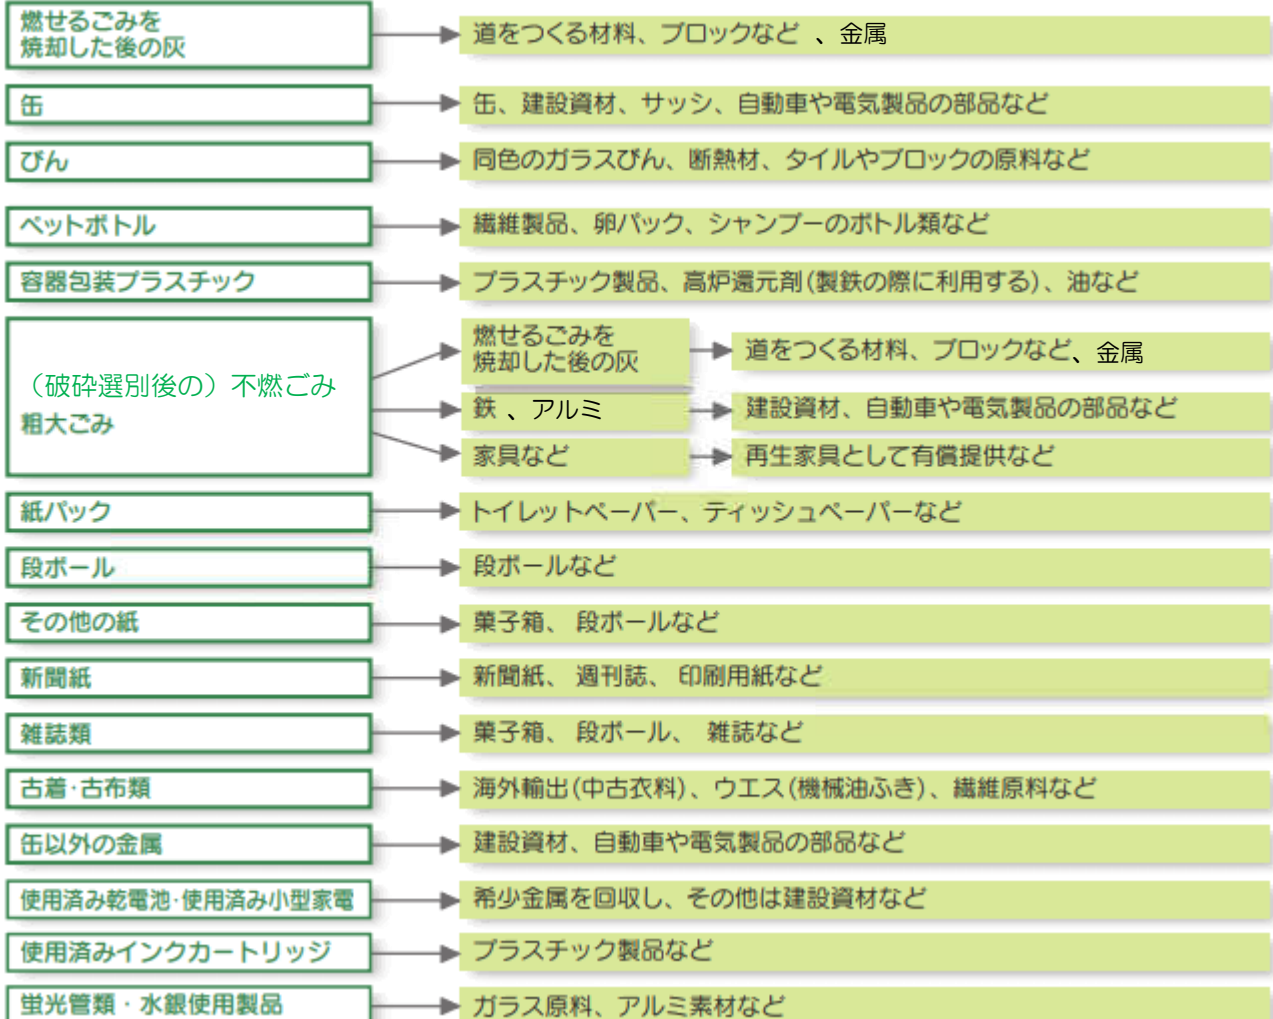 燃せるごみを
焼却した後の灰
道をつくる材料、ブロックなど 、金属
缶
缶、建設資材、サッシ、自動車や電気製品の部品など
びん
同色のガラスびん、断熱材、タイルやブロックの原料など
ペットボトル
繊維製品、卵パック、シャンプーのボトル類など
容器包装プラスチック
プラスチック製品、高炉還元剤(製鉄の際に利用する)、油など
（破砕選別後の）不燃ごみ
粗大ごみ
燃せるごみを
焼却した後の灰
道をつくる材料、ブロックなど、金属
鉄 、アルミ
建設資材、自動車や電気製品の部品など
家具など
再生家具として有償提供など
紙パック
トイレットペーパー、ティッシュペーパーなど
段ボール
段ボールなど
その他の紙
菓子箱、 段ボールなど
新聞紙
新聞紙、 週刊誌、 印刷用紙など
雑誌類
菓子箱、 段ボール、 雑誌など
古着·古布類
海外輸出(中古衣料)、ウエス(機械油ふき)、繊維原料など
缶以外の金属
建設資材、自動車や電気製品の部品など
使用済み乾電池·使用済み小型家電
希少金属を回収し、その他は建設資材など
使用済みインクカートリッジ
プラスチック製品など
蛍光管類・水銀使用製品
ガラス原料、アルミ素材など